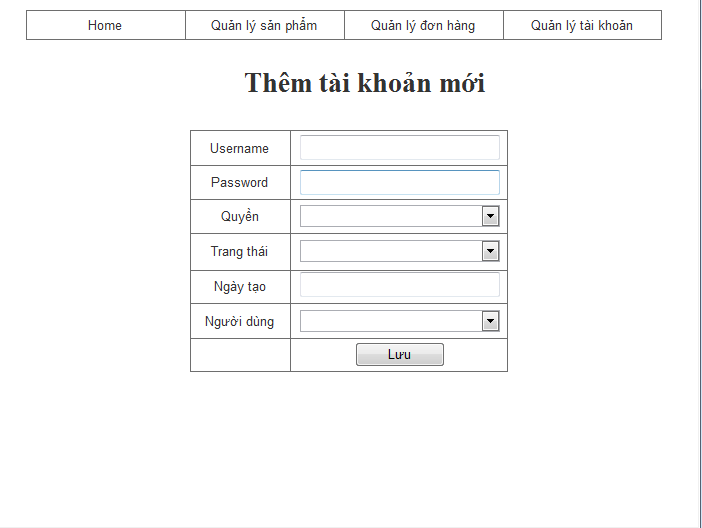 Home Quản lý sản phẩm Quản lý đơn hàng Quản lý tài khoản
Thêm tài khoản mới
Username
Password
Quyền
Trang thái
Ngày tạo
Người dùng
Lưu